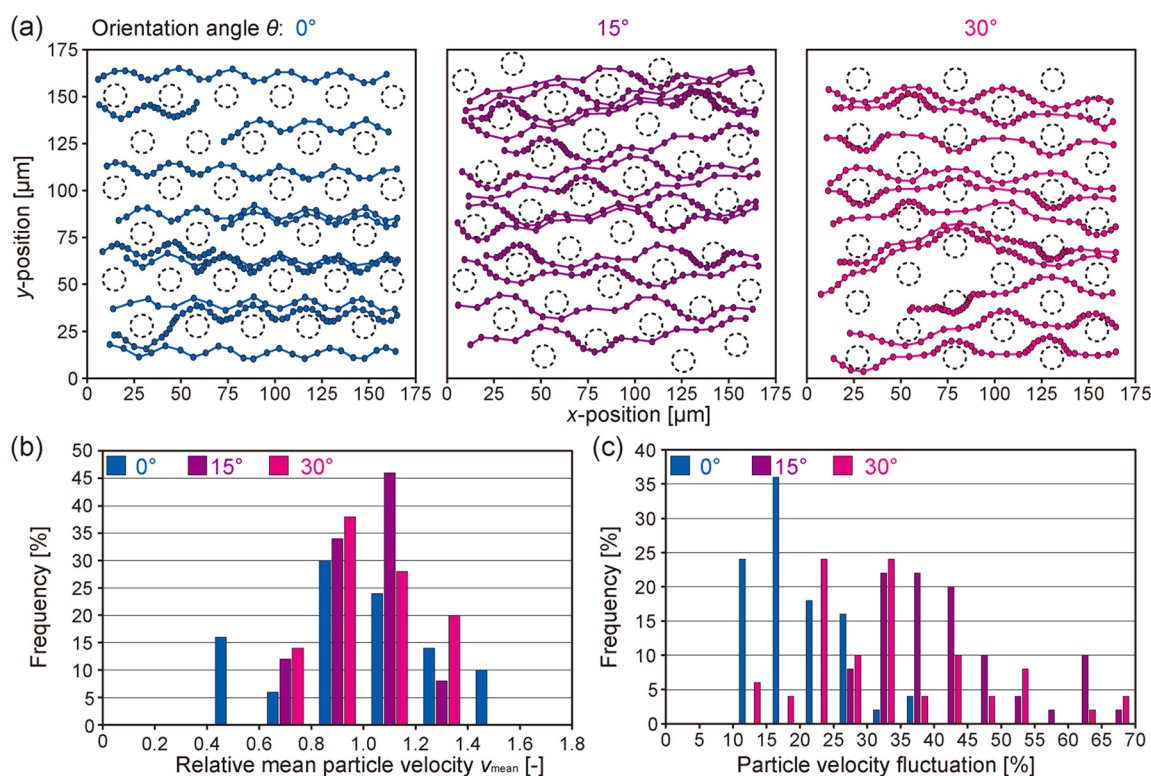 (a) Orientation angle θ: 0° 15° 30°
175
150
125
100
75
50
25
0
y-position [µm]
0 25 50 75 100 125 150 175
0 25 50 75 100 125 150 175
0 25 50 75 100 125 150 175
x-position [µm]
(b)
0° 15° 30°
50
45
40
35
30
25
20
15
10
5
0
Frequency [%]
0 0.2 0.4 0.6 0.8 1.0 1.2 1.4 1.6 1.8
Relative mean particle velocity vmean [-]
(c)
0° 15° 30°
40
35
30
25
20
15
10
5
0
Frequency [%]
0 5 10 15 20 25 30 35 40 45 50 55 60 65 70
Particle velocity fluctuation [%]